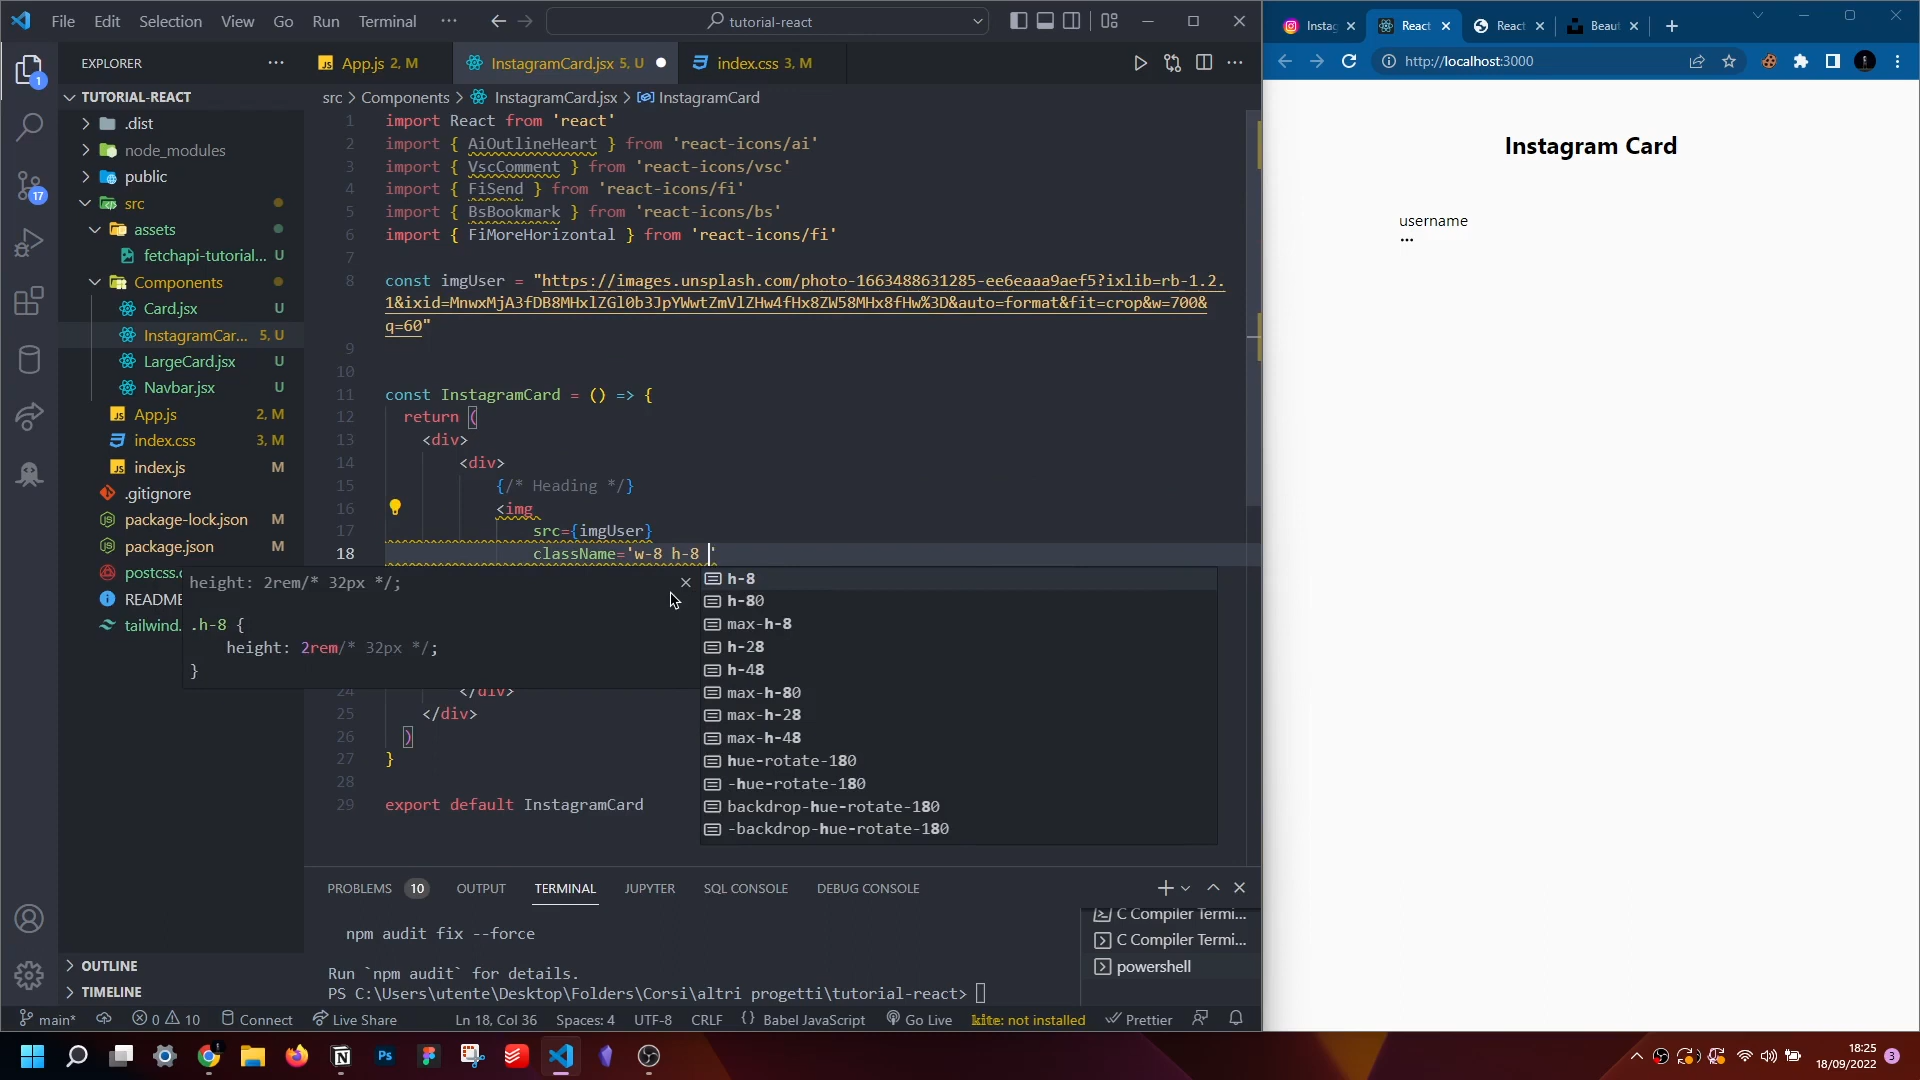 File Edit Selection View Go Run Terminal ··· tutorial-react
EXPLORER ···
TUTORIAL-REACT
.dist
node_modules
public
src
assets
fetchapi-tutorial... U
Components
Card.jsx U
InstagramCar... 5, U
LargeCard.jsx U
Navbar.jsx U
App.js 2, M
index.css 3, M
index.js M
.gitignore
package-lock.json M
package.json M
postcss.c
README
tailwind.
OUTLINE
TIMELINE
1
17
App.js 2, M InstagramCard.jsx 5, U index.css 3, M
src > Components > InstagramCard.jsx > InstagramCard
1 import React from 'react'
2 import { AiOutlineHeart } from 'react-icons/ai'
3 import { VscComment } from 'react-icons/vsc'
4 import { FiSend } from 'react-icons/fi'
5 import { BsBookmark } from 'react-icons/bs'
6 import { FiMoreHorizontal } from 'react-icons/fi'
7
8 const imgUser = "https://images.unsplash.com/photo-1663488631285-ee6eaaa9aef5?ixlib=rb-1.2.
1&ixid=MnwxMjA3fDB8MHxlZGl0b3JpYWwtZmVlZHw4fHx8ZW58MHx8fHw%3D&auto=format&fit=crop&w=700&
q=60"
9
10
11 const InstagramCard = () => {
12 return (
13 <div>
14 <div>
15 {/* Heading */}
16 <img
17 src={imgUser}
18 className='w-8 h-8 '
height: 2rem/* 32px */;
.h-8 {
height: 2rem/* 32px */;
}
h-8
h-80
max-h-8
h-28
h-48
max-h-80
max-h-28
max-h-48
hue-rotate-180
-hue-rotate-180
backdrop-hue-rotate-180
-backdrop-hue-rotate-180
24 </div>
25 </div>
26 )
27 }
28
29 export default InstagramCard
PROBLEMS 10 OUTPUT TERMINAL JUPYTER SQL CONSOLE DEBUG CONSOLE
npm audit fix --force
Run `npm audit` for details.
PS C:\Users\utente\Desktop\Folders\Corsi\altri progetti\tutorial-react>
C Compiler Termi...
C Compiler Termi...
powershell
main* 0 10 Connect Live Share Ln 18, Col 36 Spaces: 4 UTF-8 CRLF {} Babel JavaScript Go Live kite: not installed Prettier
Instag React React Beaut
http://localhost:3000
Instagram Card
username
Ps
18:25
18/09/2022
3